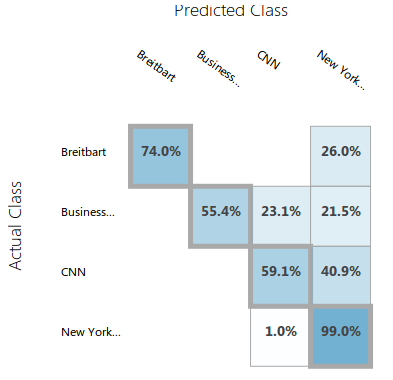 Predicted Class
Breitbart Business... CNN New York...
Actual Class
Breitbart 74.0% 26.0%
Business... 55.4% 23.1% 21.5%
CNN 59.1% 40.9%
New York... 1.0% 99.0%